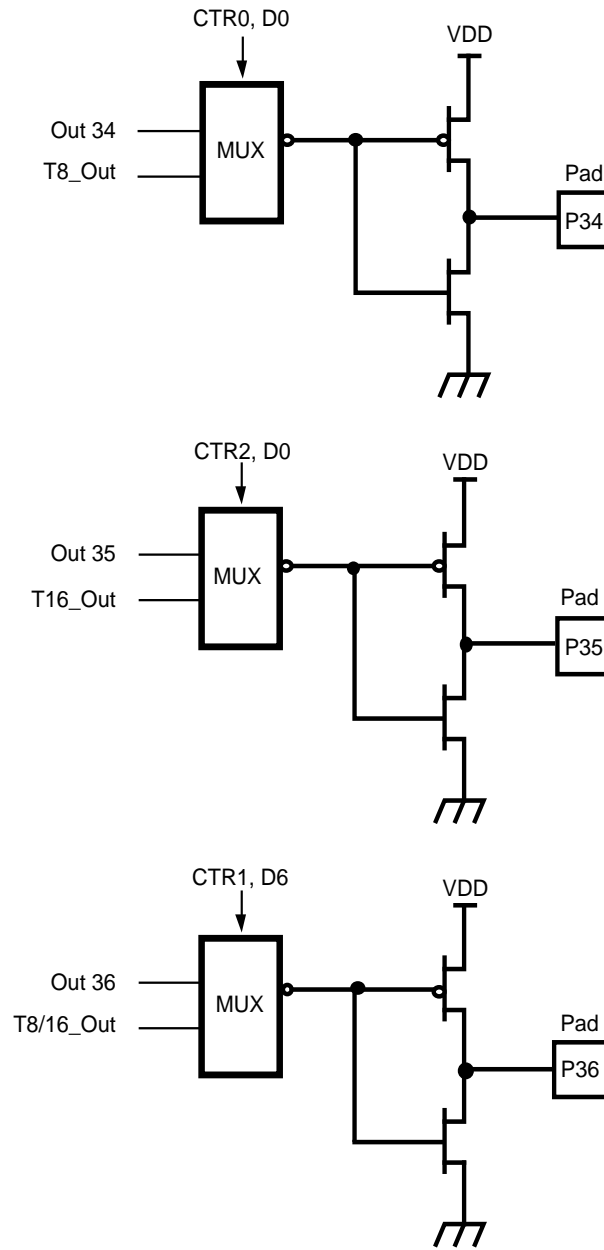 CTR0, D0
VDD
Out 34
MUX
T8_Out
Pad
P34
CTR2, D0
VDD
Out 35
MUX
T16_Out
Pad
P35
CTR1, D6
VDD
Out 36
MUX
T8/16_Out
Pad
P36